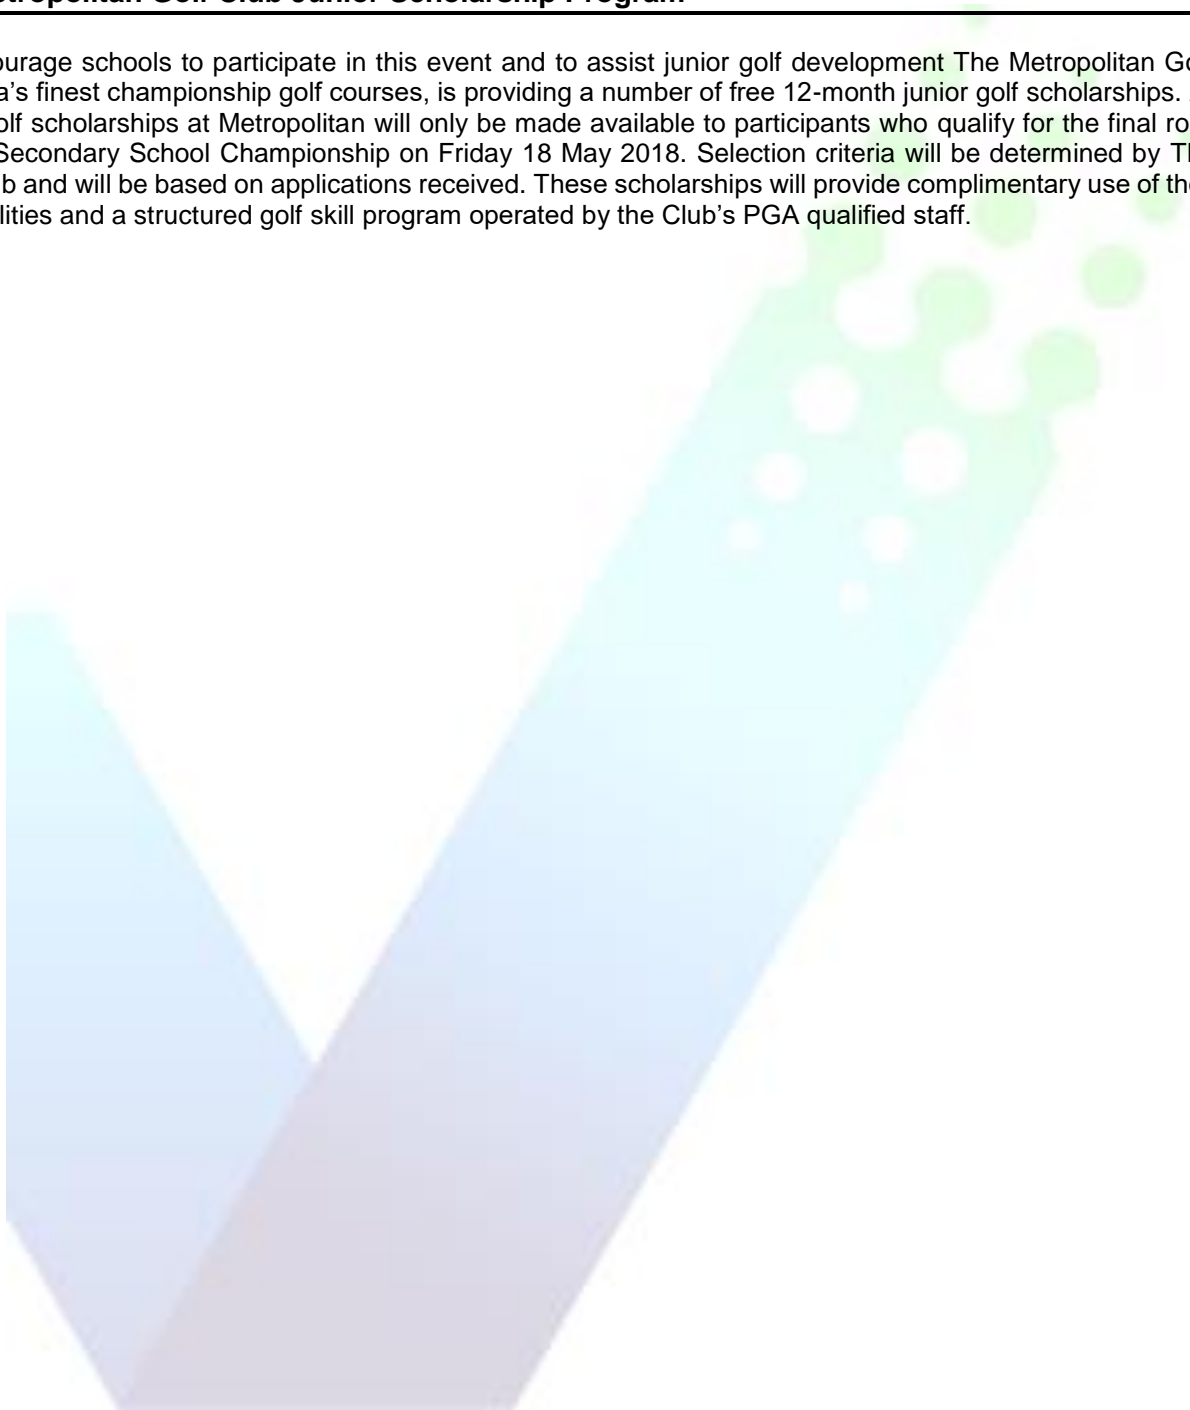 tropolitan Golf Club Junior Scholarship Program
ourage schools to participate in this event and to assist junior golf development The Metropolitan Go
a’s finest championship golf courses, is providing a number of free 12-month junior golf scholarships.
olf scholarships at Metropolitan will only be made available to participants who qualify for the final ro
Secondary School Championship on Friday 18 May 2018. Selection criteria will be determined by Th
b and will be based on applications received. These scholarships will provide complimentary use of the
lities and a structured golf skill program operated by the Club’s PGA qualified staff.